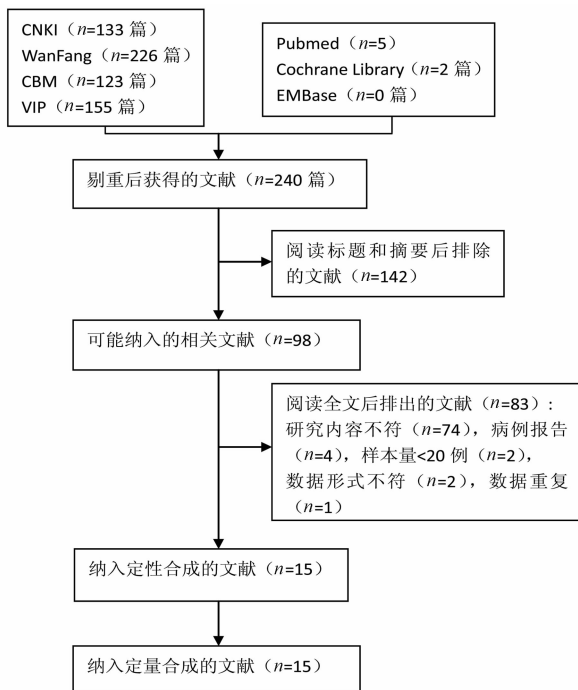 CNKI（n=133 篇）
WanFang（n=226 篇）
CBM（n=123 篇）
VIP（n=155 篇）
Pubmed（n=5）
Cochrane Library（n=2 篇）
EMBase（n=0 篇）
剔重后获得的文献（n=240 篇）
阅读标题和摘要后排除
的文献（n=142）
可能纳入的相关文献（n=98）
阅读全文后排出的文献（n=83）:
研究内容不符（n=74），病例报告
（n=4），样本量<20 例（n=2），
数据形式不符（n=2），数据重复
（n=1）
纳入定性合成的文献（n=15）
纳入定量合成的文献（n=15）